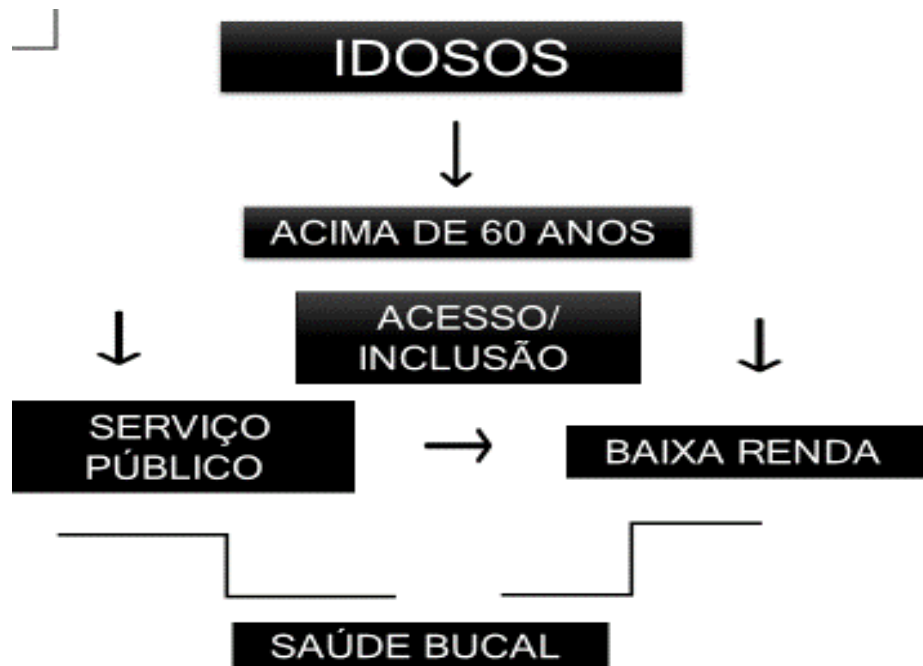 IDOSOS
ACIMA DE 60 ANOS
ACESSO/
INCLUSÃO
SERVIÇO
PÚBLICO
BAIXA RENDA
SAÚDE BUCAL